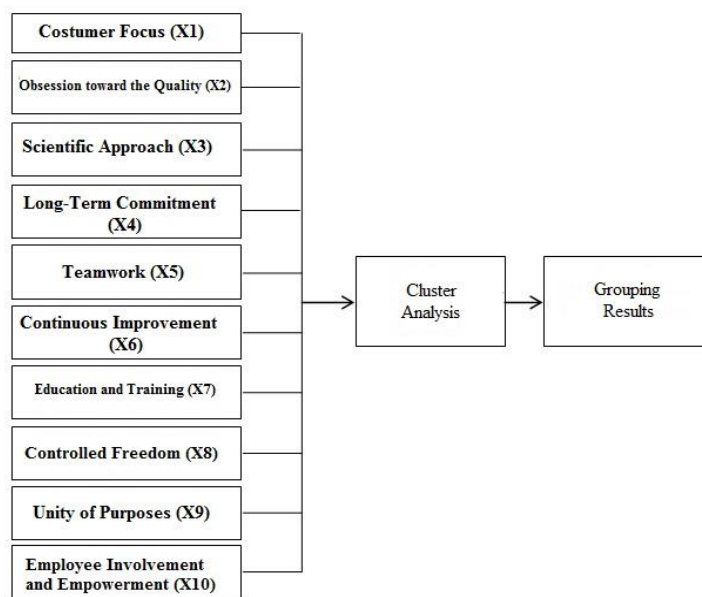 Costumer Focus (X1)
Obsession toward the Quality (X2)
Scientific Approach (X3)
Long-Term Commitment
(X4)
Teamwork (X5)
Continuous Improvement
(X6)
Education and Training (X7)
Controlled Freedom (X8)
Unity of Purposes (X9)
Employee Involvement
and Empowerment (X10)
Cluster
Analysis
Grouping
Results